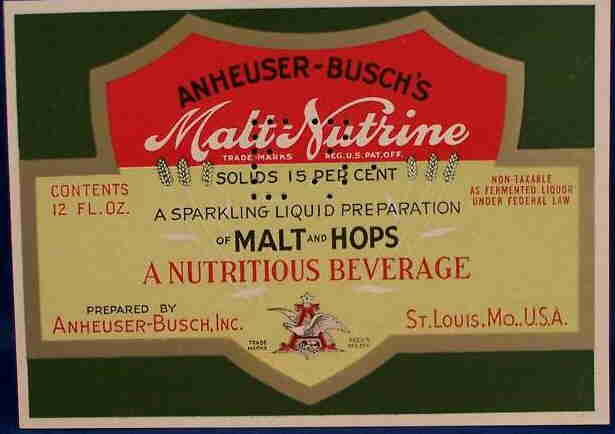 ANHEUSER-BUSCH'S
Malt-Nutrine
TRADE MARKS REG. U.S. PAT. OFF.
SOLIDS 15 PER CENT
CONTENTS
12 FL. OZ.
NON-TAXABLE
AS FERMENTED LIQUOR
UNDER FEDERAL LAW
A SPARKLING LIQUID PREPARATION
OF MALT AND HOPS
A NUTRITIOUS BEVERAGE
PREPARED BY
ANHEUSER-BUSCH, INC.
TRADE
MARKS
ST. LOUIS, MO., U.S.A.